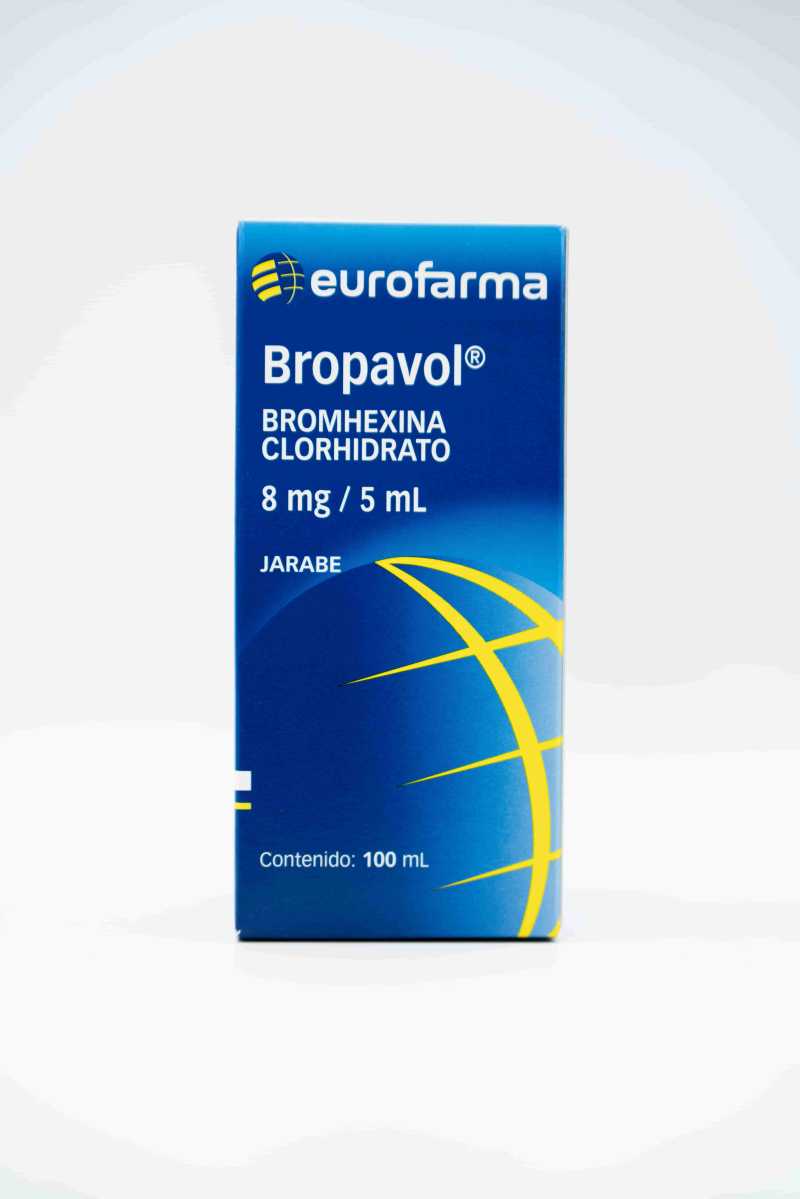 eurofarma
Bropavol®
BROMHEXINA
CLORHIDRATO
8 mg / 5 mL
JARABE
Contenido: 100 mL